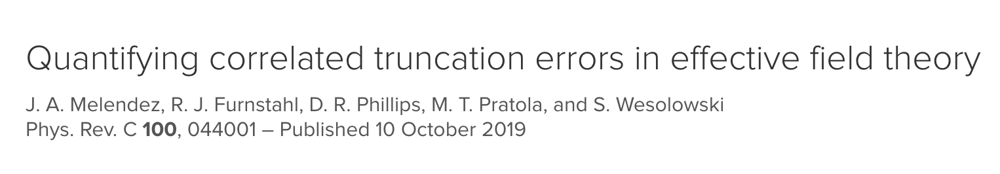 Quantifying correlated truncation errors in effective field theory
J. A. Melendez, R. J. Furnstahl, D. R. Phillips, M. T. Pratola, and S. Wesolowski
Phys. Rev. C 100, 044001 – Published 10 October 2019